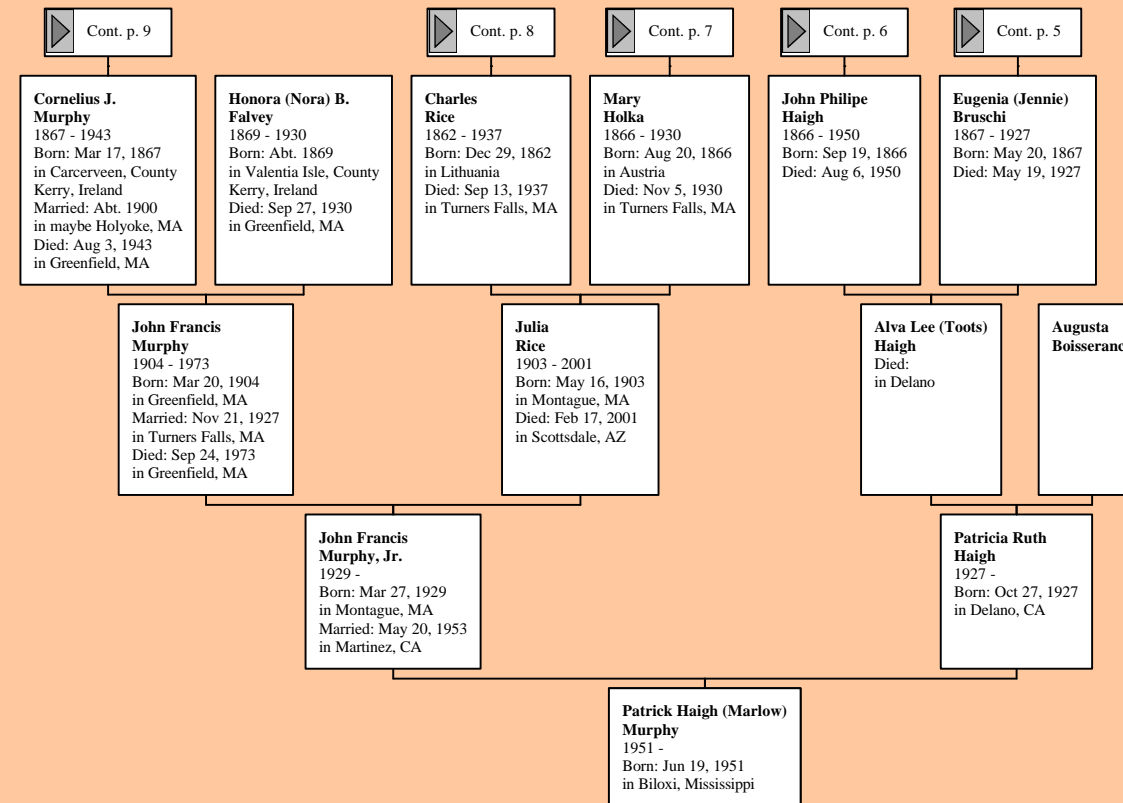 Cont. p. 9
Cont. p. 8
Cont. p. 7
Cont. p. 6
Cont. p. 5
Cornelius J.
Murphy
1867 - 1943
Born: Mar 17, 1867
in Carcerveen, County
Kerry, Ireland
Married: Abt. 1900
in maybe Holyoke, MA
Died: Aug 3, 1943
in Greenfield, MA
Honora (Nora) B.
Falvey
1869 - 1930
Born: Abt. 1869
in Valentia Isle, County
Kerry, Ireland
Died: Sep 27, 1930
in Greenfield, MA
Charles
Rice
1862 - 1937
Born: Dec 29, 1862
in Lithuania
Died: Sep 13, 1937
in Turners Falls, MA
Mary
Holka
1866 - 1930
Born: Aug 20, 1866
in Austria
Died: Nov 5, 1930
in Turners Falls, MA
John Philipe
Haigh
1866 - 1950
Born: Sep 19, 1866
Died: Aug 6, 1950
Eugenia (Jennie)
Bruschi
1867 - 1927
Born: May 20, 1867
Died: May 19, 1927
John Francis
Murphy
1904 - 1973
Born: Mar 20, 1904
in Greenfield, MA
Married: Nov 21, 1927
in Turners Falls, MA
Died: Sep 24, 1973
in Greenfield, MA
Julia
Rice
1903 - 2001
Born: May 16, 1903
in Montague, MA
Died: Feb 17, 2001
in Scottsdale, AZ
Alva Lee (Toots)
Haigh
Died:
in Delano
Augusta
Boisseranc
John Francis
Murphy, Jr.
1929 -
Born: Mar 27, 1929
in Montague, MA
Married: May 20, 1953
in Martinez, CA
Patricia Ruth
Haigh
1927 -
Born: Oct 27, 1927
in Delano, CA
Patrick Haigh (Marlow)
Murphy
1951 -
Born: Jun 19, 1951
in Biloxi, Mississippi